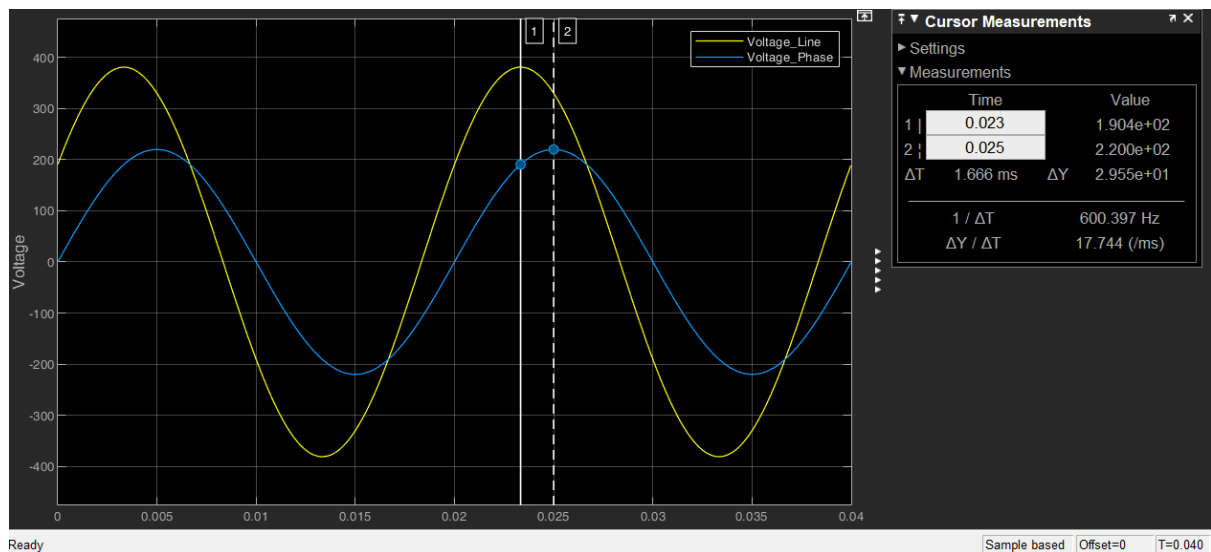 1 2
Voltage_Line
Voltage_Phase
400
300
200
100
0
-100
-200
-300
-400
Voltage
0 0.005 0.01 0.015 0.02 0.025 0.03 0.035 0.04
Cursor Measurements
Settings
Measurements
Time Value
1 | 0.023 1.904e+02
2 ¦ 0.025 2.200e+02
ΔT 1.666 ms ΔY 2.955e+01
1 / ΔT 600.397 Hz
ΔY / ΔT 17.744 (/ms)
Ready Sample based Offset=0 T=0.040